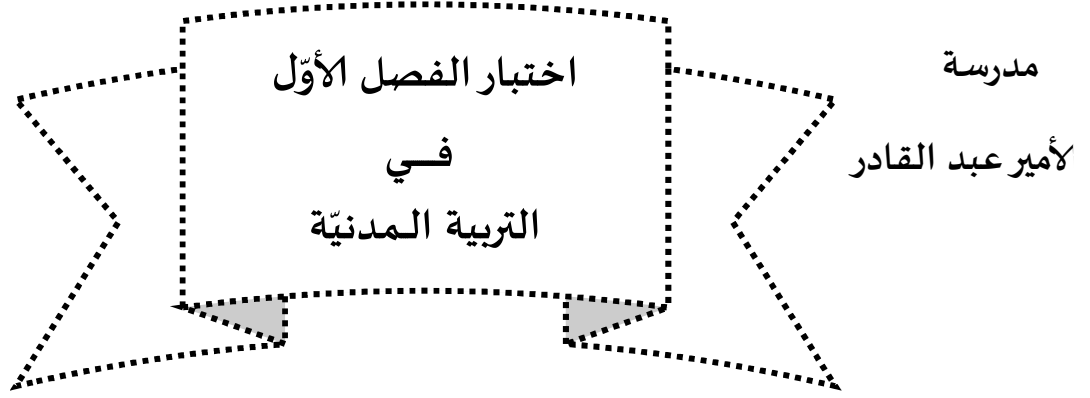 مدرسة
لأمير عبد القادر
اختبار الفصل الأوّل
فــي
التربية الـمدنيّة